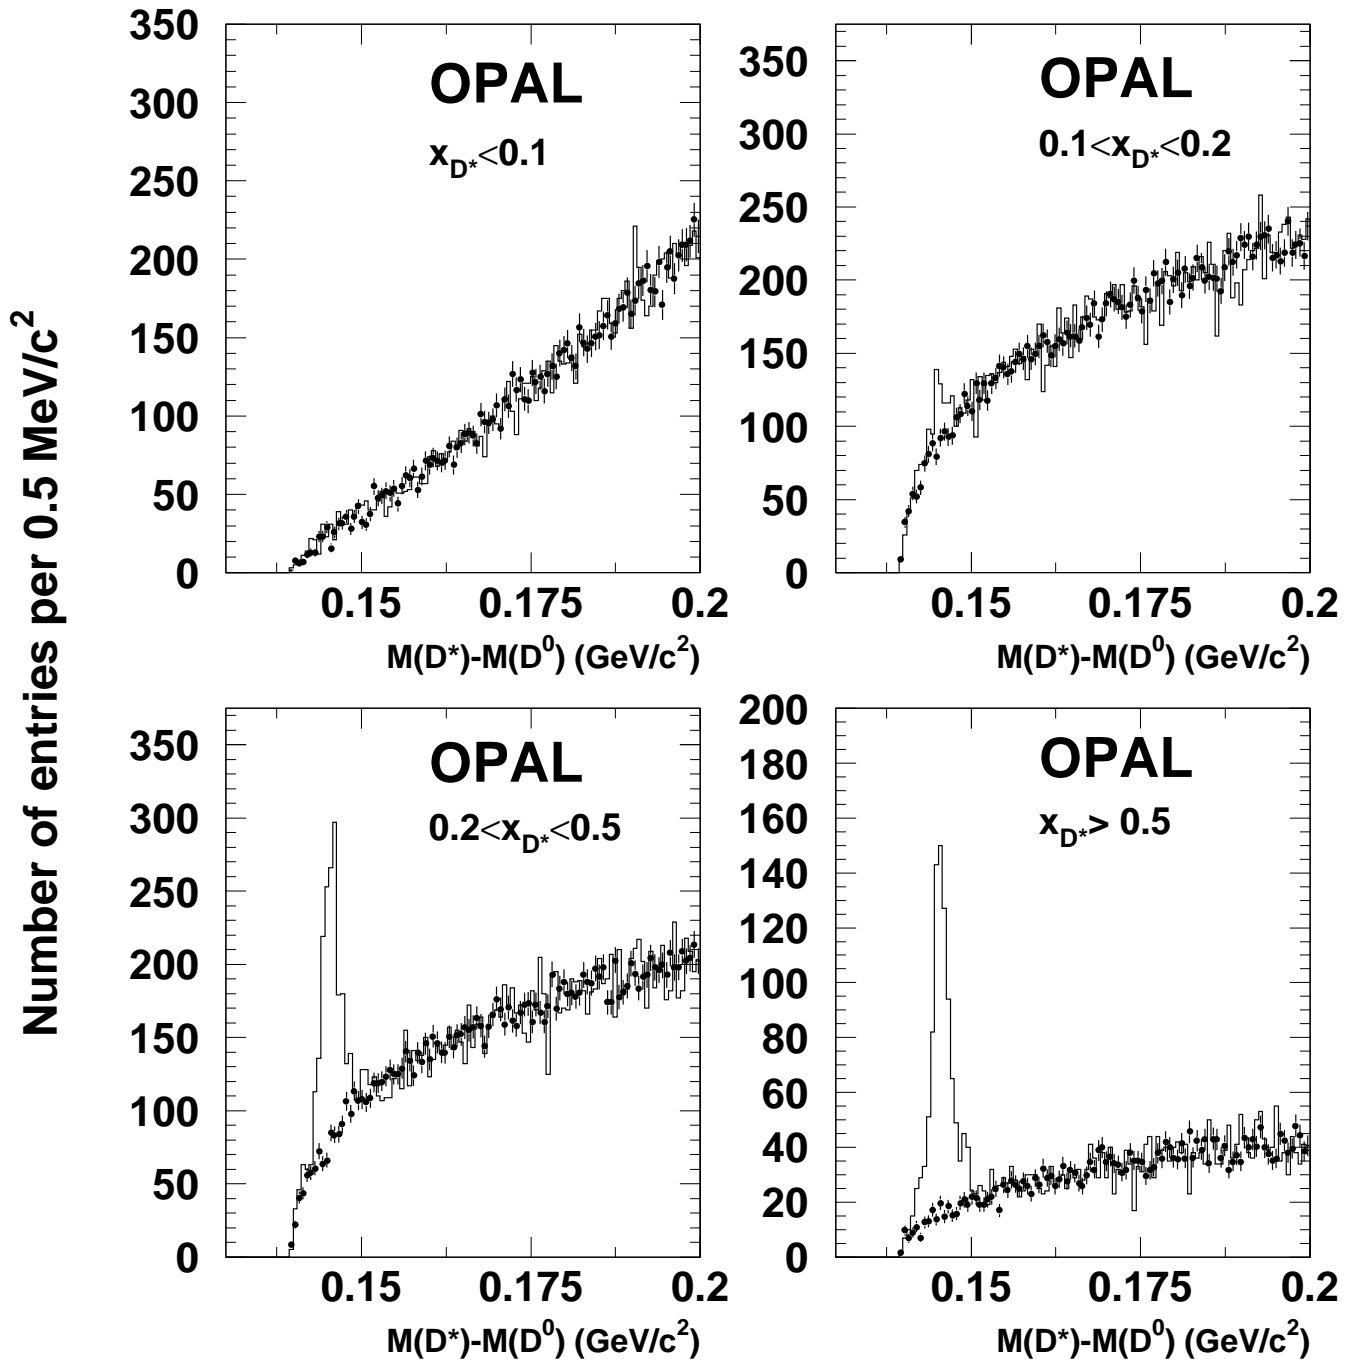 Number of entries per 0.5 MeV/c²
350
300
250
200
150
100
50
0
OPAL
x_D*<0.1
0.15 0.175 0.2
M(D*)-M(D⁰) (GeV/c²)
350
300
250
200
150
100
50
0
OPAL
0.1<x_D*<0.2
0.15 0.175 0.2
M(D*)-M(D⁰) (GeV/c²)
350
300
250
200
150
100
50
0
OPAL
0.2<x_D*<0.5
0.15 0.175 0.2
M(D*)-M(D⁰) (GeV/c²)
200
180
160
140
120
100
80
60
40
20
0
OPAL
x_D*> 0.5
0.15 0.175 0.2
M(D*)-M(D⁰) (GeV/c²)